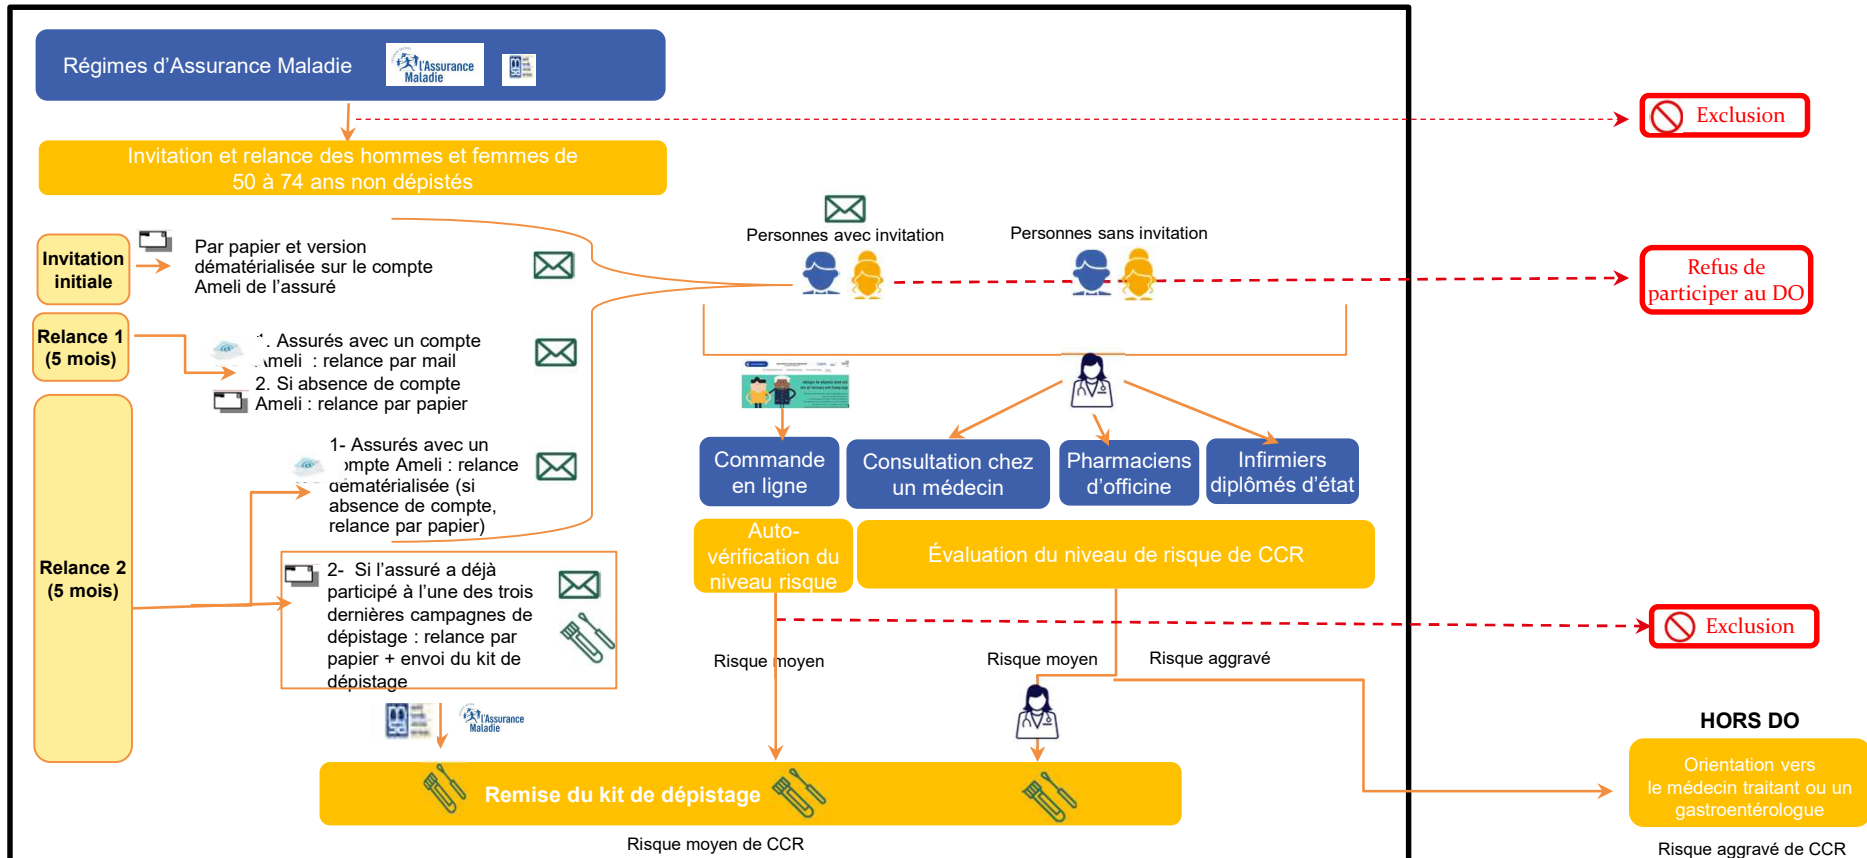 Régimes d'Assurance Maladie
l'Assurance
Maladie
Exclusion
Invitation et relance des hommes et femmes de
50 à 74 ans non dépistés
Invitation
initiale
Par papier et version
dématérialisée sur le compte
Ameli de l'assuré
Personnes avec invitation
Personnes sans invitation
Refus de
participer au DO
Relance 1
(5 mois)
1. Assurés avec un compte
Ameli : relance par mail
2. Si absence de compte
Ameli : relance par papier
Relance 2
(5 mois)
1- Assurés avec un
compte Ameli : relance
dématérialisée (si
absence de compte,
relance par papier)
2- Si l'assuré a déjà
participé à l'une des trois
dernières campagnes de
dépistage : relance par
papier + envoi du kit de
dépistage
Commande
en ligne
Consultation chez
un médecin
Pharmaciens
d'officine
Infirmiers
diplômés d'état
Auto-
vérification du
niveau risque
Évaluation du niveau de risque de CCR
Exclusion
Risque moyen
Risque moyen
Risque aggravé
l'Assurance
Maladie
Remise du kit de dépistage
Risque moyen de CCR
HORS DO
Orientation vers
le médecin traitant ou un
gastroentérologue
Risque aggravé de CCR